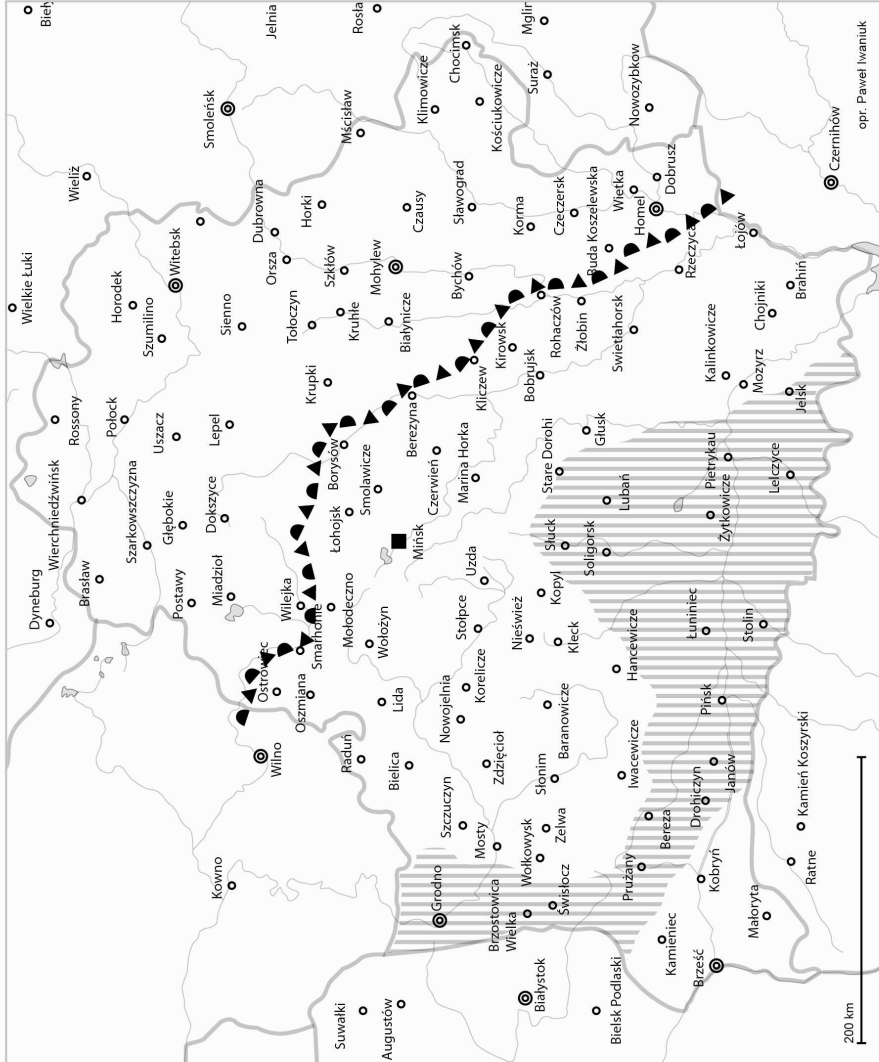 Bieły
Wielkie Łuki
Dyneburg
Wierchniedźwińsk
Rossony
Wieliż
Brasław
Połock
Horodek
Szarkowszczyzna
Uszacz
Szumilino
Postawy
Głębokie
Witebsk
Miadzioł
Dokszyce
Lepel
Sienno
Smoleńsk
Kowno
Wilno
Ostrowiec
Wilejka
Dubrowna
Jelnia
Oszmiana
Smarhonie
Krupki
Tołoczyn
Orsza
Horki
Suwałki
Raduń
Mołodeczno
Łohojsk
Borysów
Kruhłe
Szkłów
Mścisław
Rosła
Augustów
Bielica
Lida
Wołożyn
Smolawicze
Białynicze
Mohylew
Grodno
Mińsk
Berezyna
Czausy
Klimowicze
Szczuczyn
Nowojelnia
Czerwień
Bychów
Sławograd
Chocimsk
Mosty
Korelicze
Stołpce
Uzda
Marina Horka
Kliczew
Kościukowicze
Brzostowica
Wielka
Zdzięcioł
Kirowsk
Korma
Białystok
Wołkowysk
Słonim
Nieśwież
Kopyl
Słuck
Stare Dorohi
Bobrujsk
Rohaczów
Suraż
Mglin
Świsłocz
Zelwa
Baranowicze
Kleck
Głusk
Żłobin
Czeczersk
Bielsk Podlaski
Iwacewicze
Hancewicze
Soligorsk
Lubań
Swietłahorsk
Buda Koszelewska
Wietka
Prużany
Homel
Nowozybkow
Kamieniec
Bereza
Dobrusz
Brześć
Kobryń
Drohiczyn
Janów
Pińsk
Łuniniec
Żytkowicze
Pietrykau
Kalinkowicze
Rzeczyca
Małoryta
Stolin
Mozyrz
Chojniki
Łojów
Ratne
Kamień Koszyrski
Lelczyce
Jelsk
Brahiń
Czernihów
200 km
opr. Paweł Iwaniuk